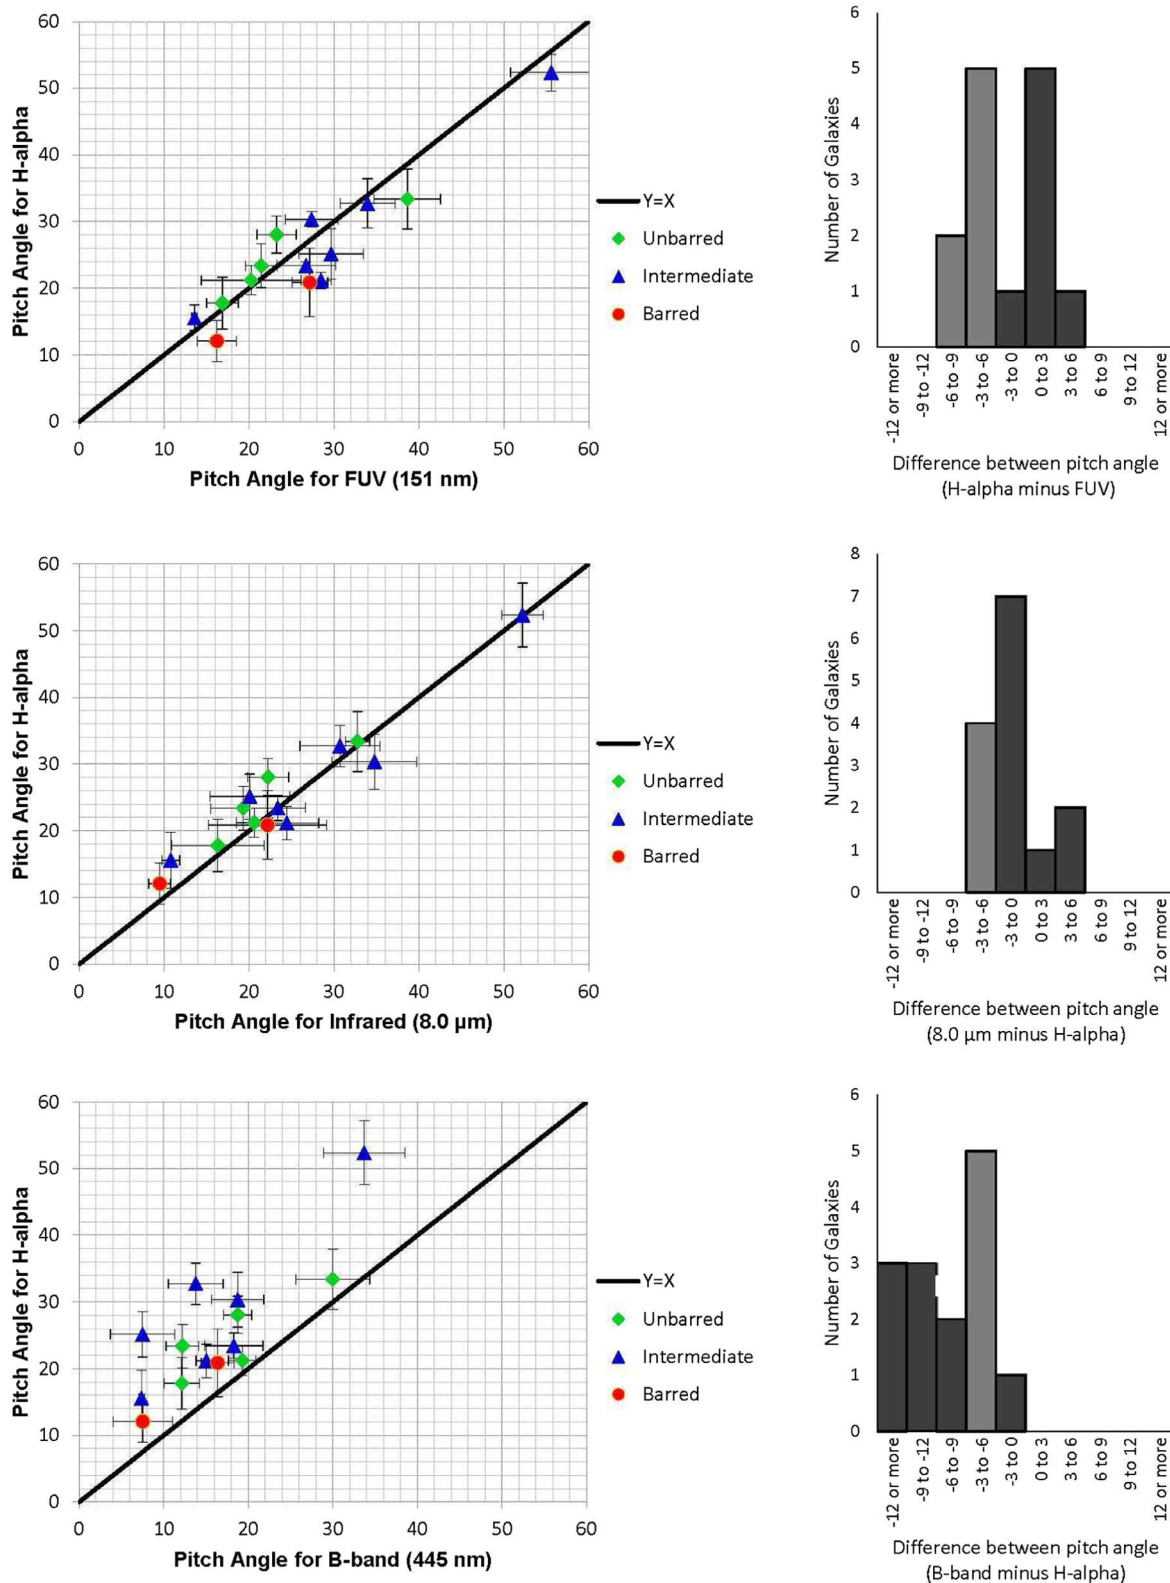 60
50
40
30
20
10
0
Pitch Angle for H-alpha
0 10 20 30 40 50 60
Pitch Angle for FUV (151 nm)
Y=X
Unbarred
Intermediate
Barred
6
5
4
3
2
1
0
Number of Galaxies
-12 or more
-9 to -12
-6 to -9
-3 to -6
-3 to 0
0 to 3
3 to 6
6 to 9
9 to 12
12 or more
Difference between pitch angle
(H-alpha minus FUV)
60
50
40
30
20
10
0
Pitch Angle for H-alpha
0 10 20 30 40 50 60
Pitch Angle for Infrared (8.0 µm)
Y=X
Unbarred
Intermediate
Barred
8
7
6
5
4
3
2
1
0
Number of Galaxies
-12 or more
-9 to -12
-6 to -9
-3 to -6
-3 to 0
0 to 3
3 to 6
6 to 9
9 to 12
12 or more
Difference between pitch angle
(8.0 µm minus H-alpha)
60
50
40
30
20
10
0
Pitch Angle for H-alpha
0 10 20 30 40 50 60
Pitch Angle for B-band (445 nm)
Y=X
Unbarred
Intermediate
Barred
6
5
4
3
2
1
0
Number of Galaxies
-12 or more
-9 to -12
-6 to -9
-3 to -6
-3 to 0
0 to 3
3 to 6
6 to 9
9 to 12
12 or more
Difference between pitch angle
(B-band minus H-alpha)